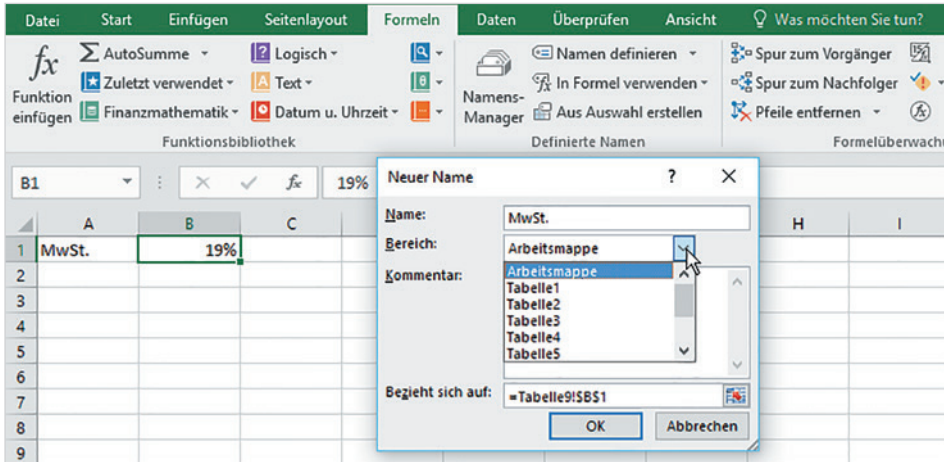 Datei Start Einfügen Seitenlayout Formeln Daten Überprüfen Ansicht Was möchten Sie tun?
fx AutoSumme Logisch Namen definieren Spur zum Vorgänger
Zuletzt verwendet Text In Formel verwenden Spur zum Nachfolger
Funktion einfügen Finanzmathematik Datum u. Uhrzeit Namens-Manager Aus Auswahl erstellen Pfeile entfernen fx
Funktionsbibliothek Definierte Namen Formelüberwachu
B1 fx 19%
A B C H I
1 MwSt. 19%
2
3
4
5
6
7
8
9
Neuer Name ?
Name: MwSt.
Bereich: Arbeitsmappe
Arbeitsmappe
Kommentar:
Tabelle1
Tabelle2
Tabelle3
Tabelle4
Tabelle5
Bezieht sich auf: =Tabelle9!$B$1
OK Abbrechen